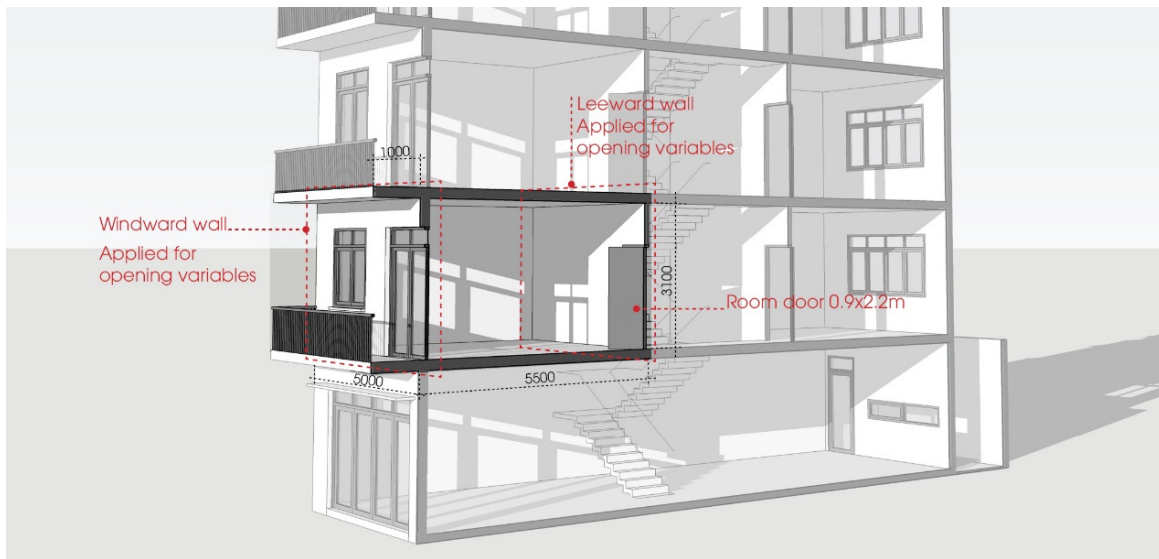 Leeward wall
Applied for
opening variables
1000
Windward wall
Applied for
opening variables
3100
Room door 0.9x2.2m
5000
5500